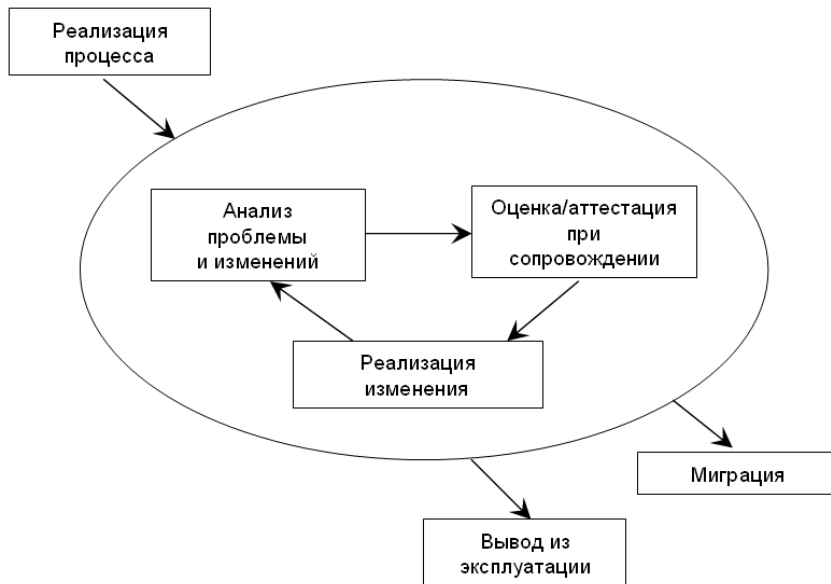 Реализация
процесса
Анализ
проблемы
и изменений
Оценка/аттестация
при
сопровождении
Реализация
изменения
Миграция
Вывод из
эксплуатации